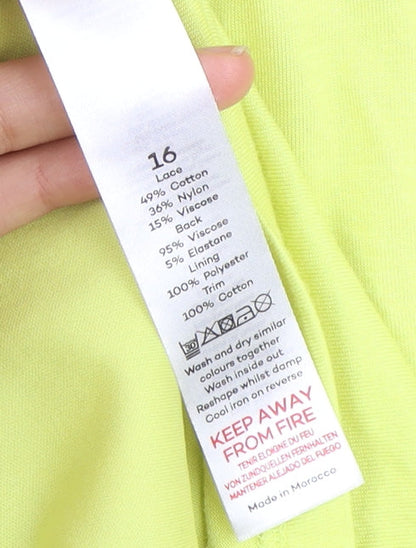 16
Lace
49% Cotton
36% Nylon
15% Viscose
Back
95% Viscose
5% Elastane
Lining
100% Polyester
Trim
100% Cotton
30
Wash and dry similar
colours together
Wash inside out
Reshape whilst damp
Cool iron on reverse
KEEP AWAY
FROM FIRE
TENIR ELOIGNE DU FEU
VON ZUNDQUELLEN FERNHALTEN
MANTENER ALEJADO DEL FUEGO
Made in Morocco